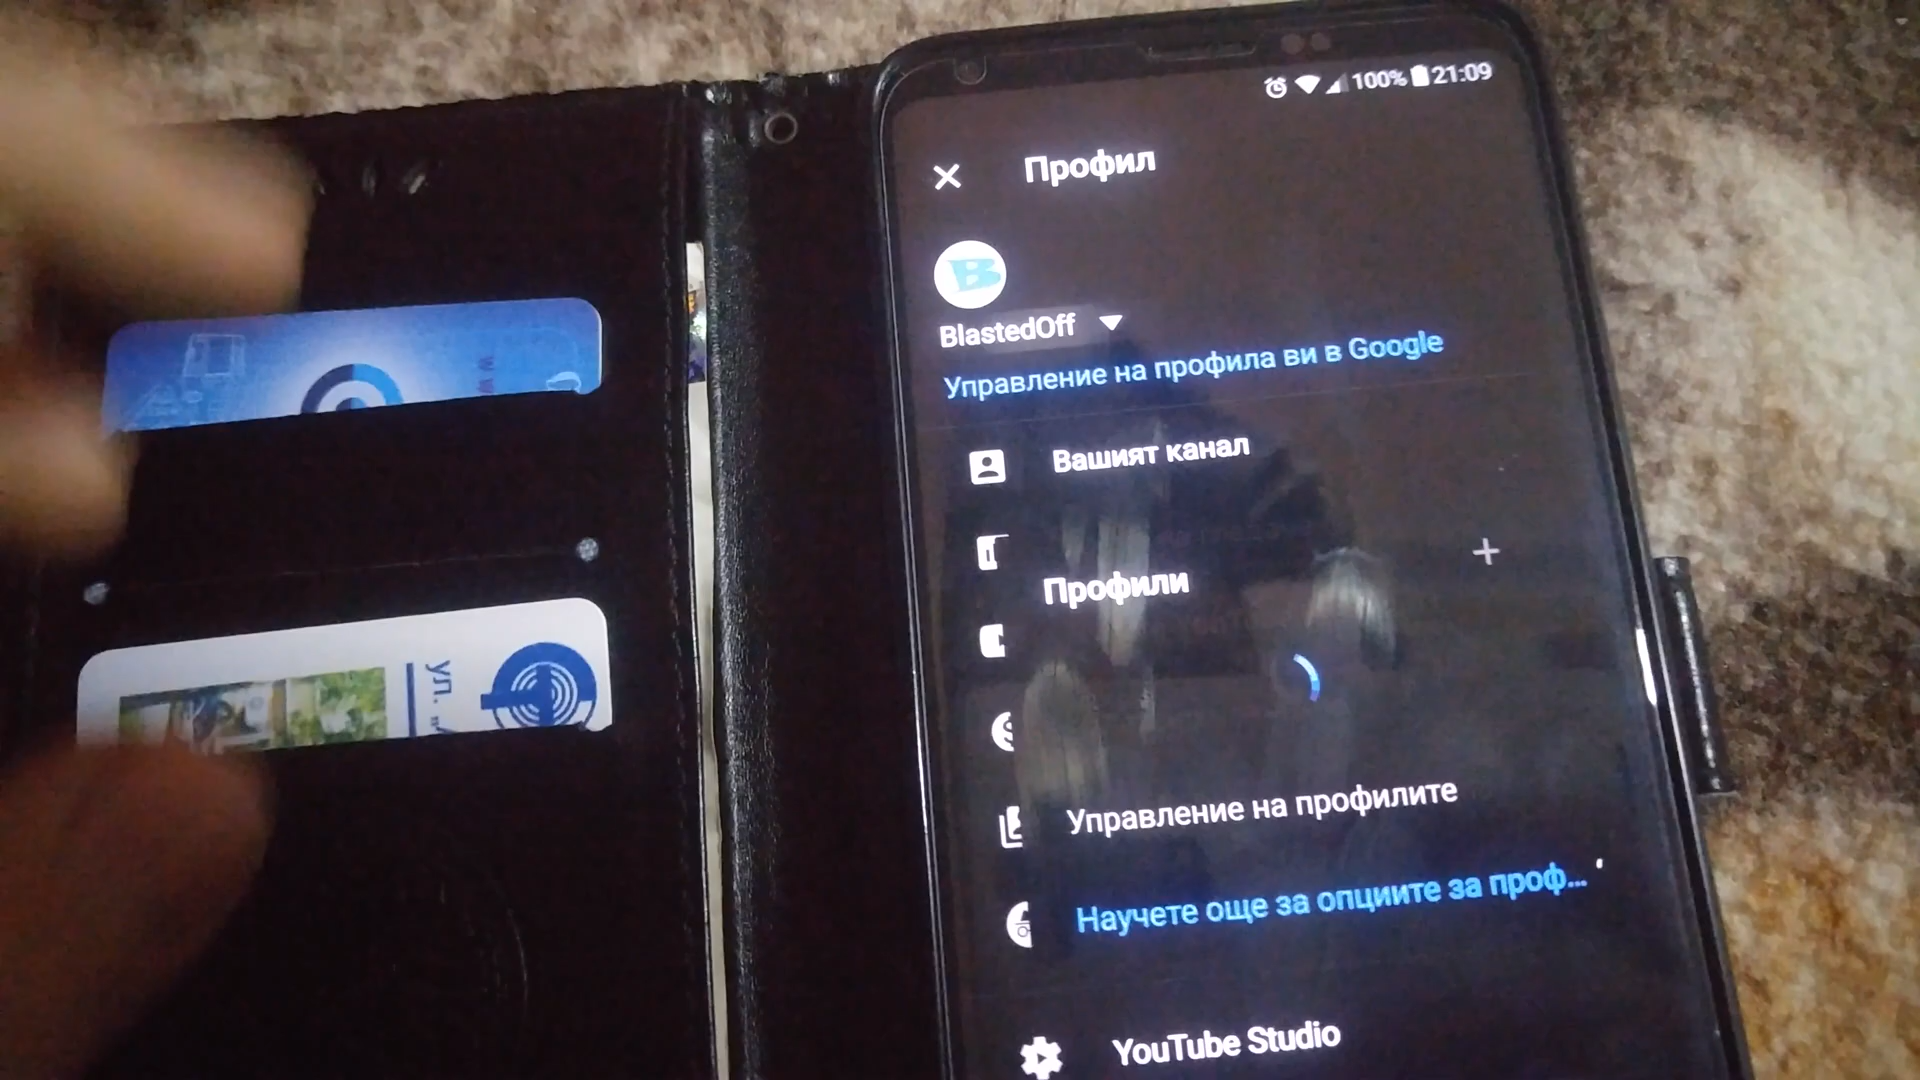 100% 21:09
Профил
B
BlastedOff
Управление на профила ви в Google
Вашият канал
Профили
Управление на профилите
Научете още за опциите за проф...
YouTube Studio
ул.